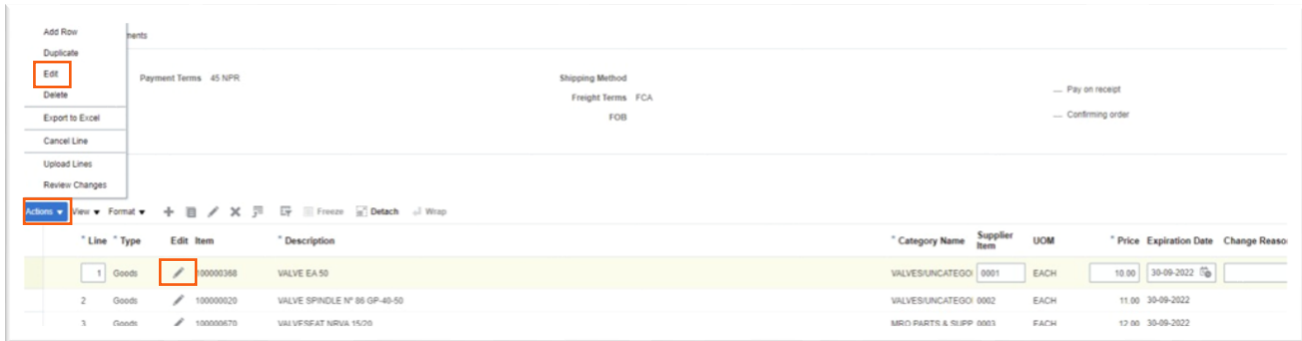 Add Row
ments
Duplicate
Edit
Payment Terms 45 NPR
Shipping Method
Delete
Freight Terms FCA
Pay on receipt
Export to Excel
FOB
Confirming order
Cancel Line
Upload Lines
Review Changes
Actions View Format Freeze Detach Wrap
* Line * Type Edit Item * Description * Category Name Supplier Item UOM * Price Expiration Date Change Reaso
1 Goods 100000368 VALVE EA 50 VALVES/UNCATEGO 0001 EACH 10.00 30-09-2022
2 Goods 100000020 VALVE SPINDLE Nº 86 GP-40-50 VALVES/UNCATEGO 0002 EACH 11.00 30-09-2022
3 Goods 100000670 VALVESEAT NRVA 15/20 MRO PARTS & SUPP 0003 EACH 12.00 30-09-2022